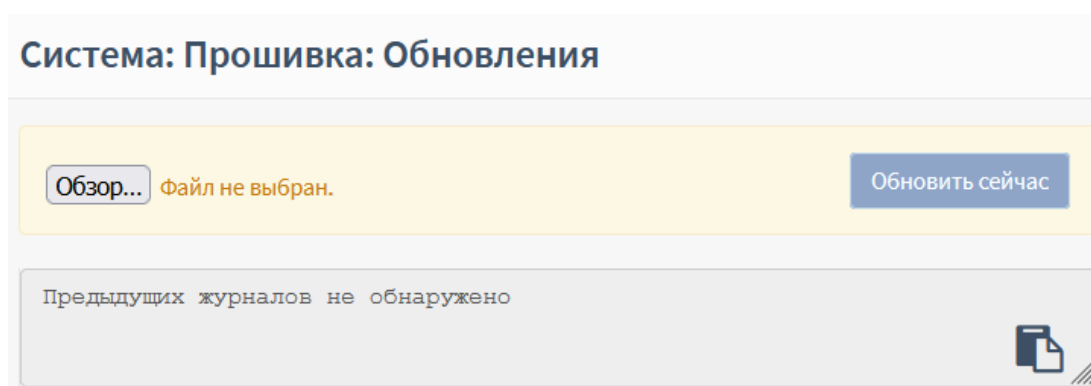 Система: Прошивка: Обновления
Обзор... Файл не выбран. Обновить сейчас
Предыдущих журналов не обнаружено